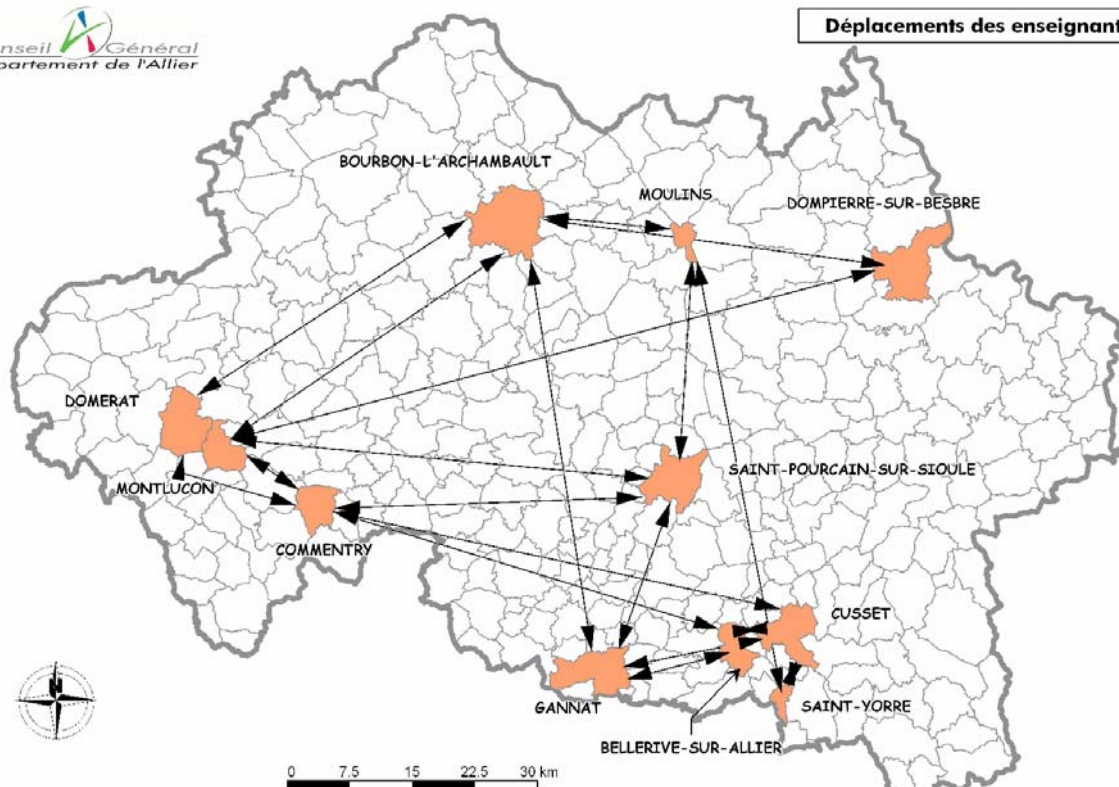 onseil Général
partement de l'Allier
Déplacements des enseignant
BOURBON-L'ARCHAMBAULT
MOULINS
DOMPIERRE-SUR-BESBRE
DOMERAT
MONTLUCON
SAINT-POURCAIN-SUR-SIOULE
COMMENTRY
CUSSET
N
GANNAT
SAINT-YORRE
BELLERIVE-SUR-ALLIER
0 7.5 15 22.5 30 km